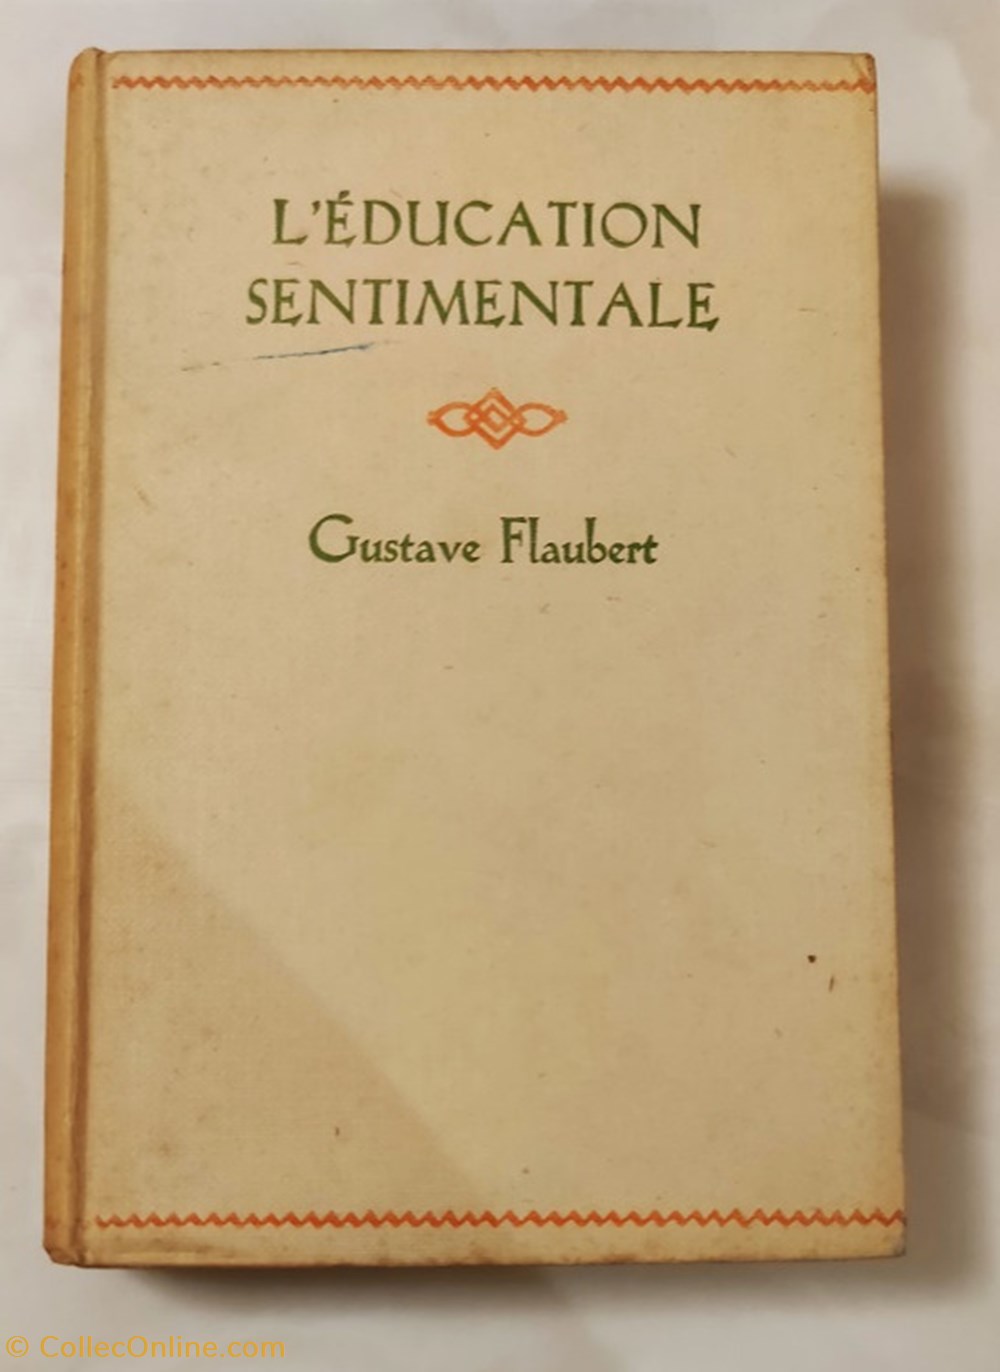 L'ÉDUCATION
SENTIMENTALE
Gustave Flaubert
© CollecOnline.com